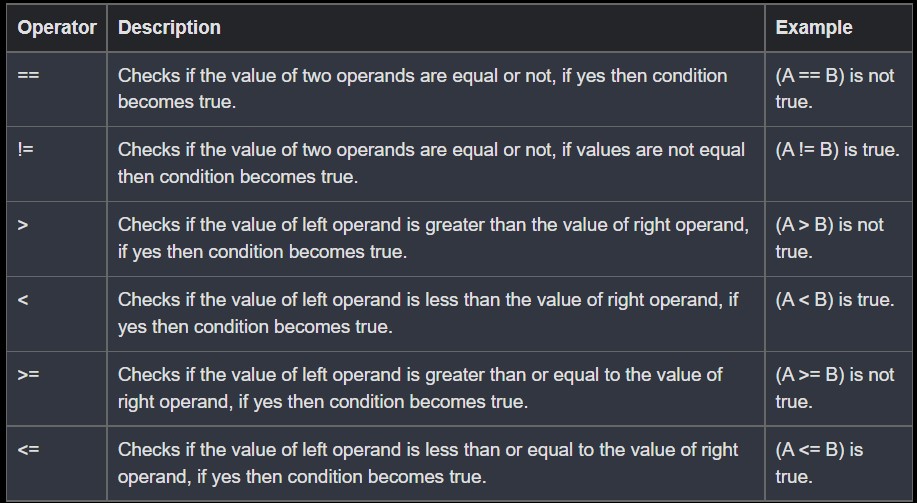 Operator Description Example
== Checks if the value of two operands are equal or not, if yes then condition (A == B) is not
becomes true. true.
!= Checks if the value of two operands are equal or not, if values are not equal (A != B) is true.
then condition becomes true.
> Checks if the value of left operand is greater than the value of right operand, (A > B) is not
if yes then condition becomes true. true.
< Checks if the value of left operand is less than the value of right operand, if (A < B) is true.
yes then condition becomes true.
>= Checks if the value of left operand is greater than or equal to the value of (A >= B) is not
right operand, if yes then condition becomes true. true.
<= Checks if the value of left operand is less than or equal to the value of right (A <= B) is
operand, if yes then condition becomes true. true.